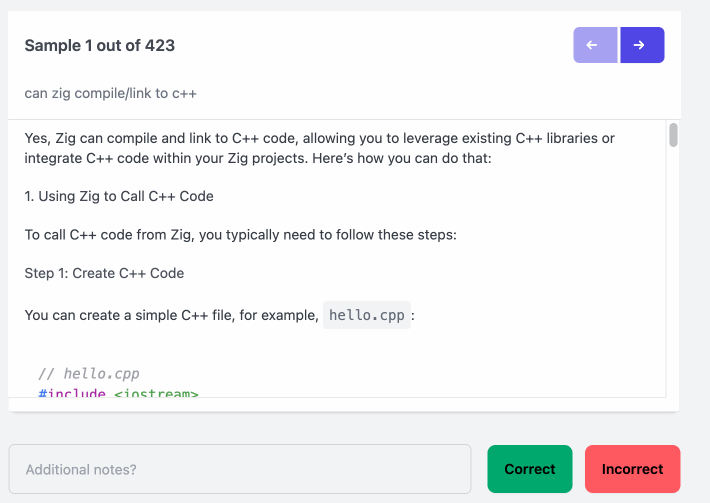 Sample 1 out of 423
← →
can zig compile/link to c++
Yes, Zig can compile and link to C++ code, allowing you to leverage existing C++ libraries or
integrate C++ code within your Zig projects. Here’s how you can do that:
1. Using Zig to Call C++ Code
To call C++ code from Zig, you typically need to follow these steps:
Step 1: Create C++ Code
You can create a simple C++ file, for example, hello.cpp :
// hello.cpp
#include <iostream>
Additional notes?
Correct
Incorrect